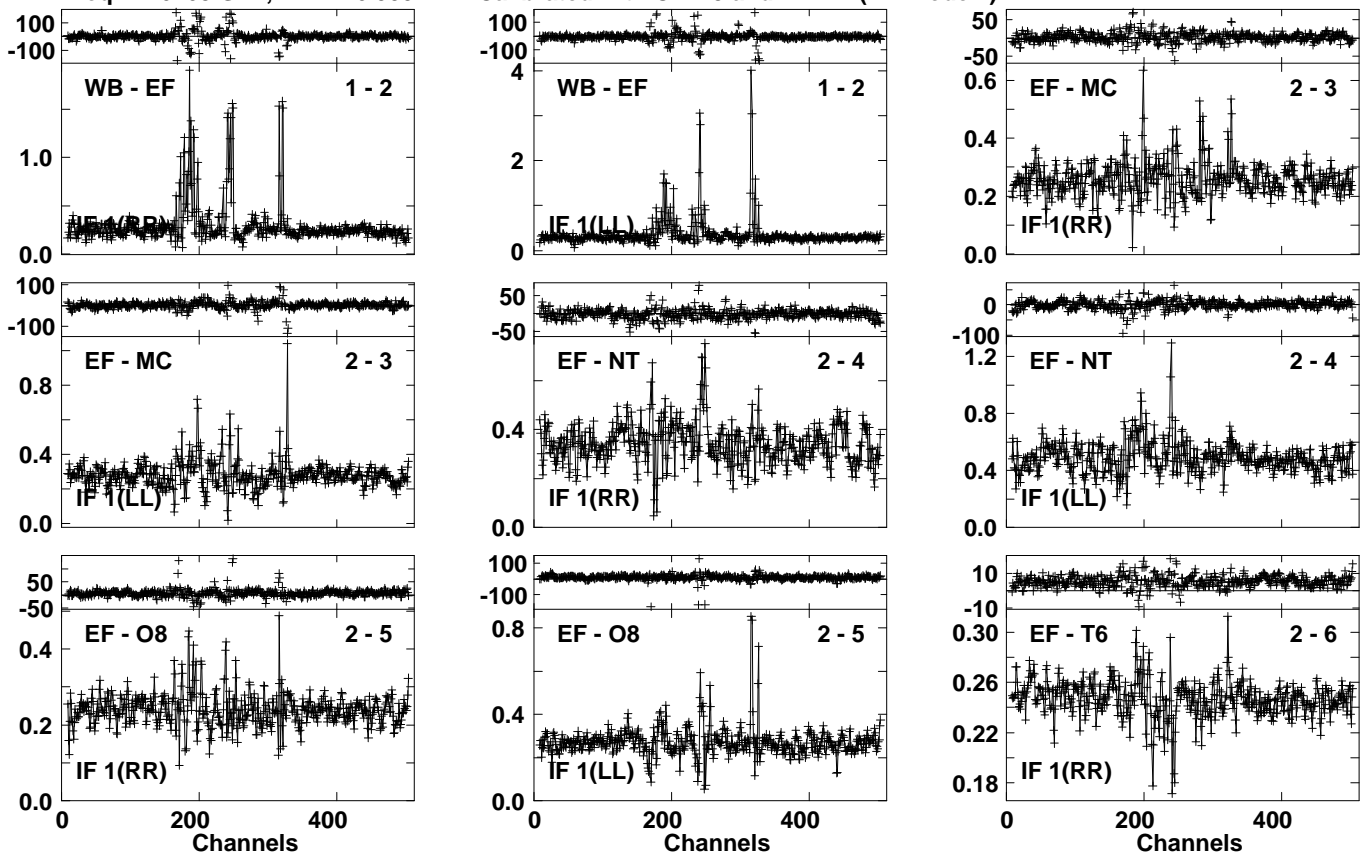 100
-100
WB - EF
1 - 2
1.0
0.0
IF 1(RR)
100
-100
WB - EF
1 - 2
4
2
0
IF 1(LL)
50
-50
EF - MC
2 - 3
0.6
0.4
0.2
0.0
IF 1(RR)
100
-100
EF - MC
2 - 3
0.8
0.4
0.0
IF 1(LL)
50
-50
EF - NT
2 - 4
0.4
0.0
IF 1(RR)
0
-100
EF - NT
2 - 4
1.2
0.8
0.4
0.0
IF 1(LL)
50
-50
EF - O8
2 - 5
0.4
0.2
0.0
IF 1(RR)
0 200 400
Channels
100
-100
EF - O8
2 - 5
0.8
0.4
0.0
IF 1(LL)
0 200 400
Channels
10
-10
EF - T6
2 - 6
0.30
0.26
0.22
0.18
IF 1(RR)
0 200 400
Channels